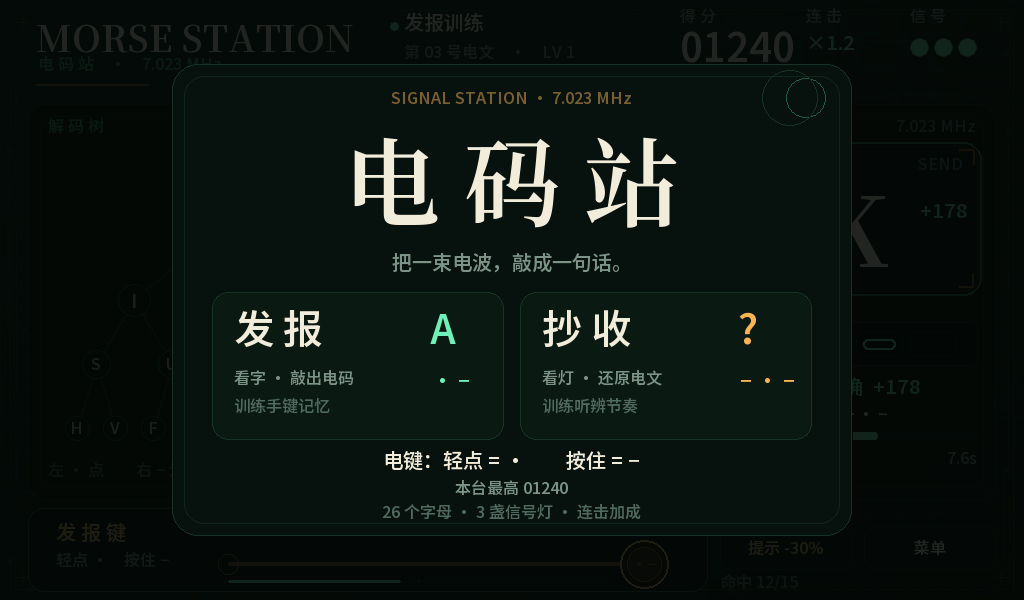 MORSE STATION
电码站 • 7.023 MHz
发报训练
第 03 号电文 • LV 1
得分
01240
连击
×1.2
信号
解码树
7.023 MHz
SEND
K
+178
I
S
H V F
左 • 点 右 –
+178
7.6s
SIGNAL STATION • 7.023 MHz
电码站
把一束电波，敲成一句话。
发报
A
看字 • 敲出电码
• –
训练手键记忆
抄收
?
看灯 • 还原电文
– • –
训练听辨节奏
电键：轻点 = • 按住 = –
本台最高 01240
26 个字母 • 3 盏信号灯 • 连击加成
发报键
轻点 • 按住 –
提示 -30%
菜单
命中 12/15